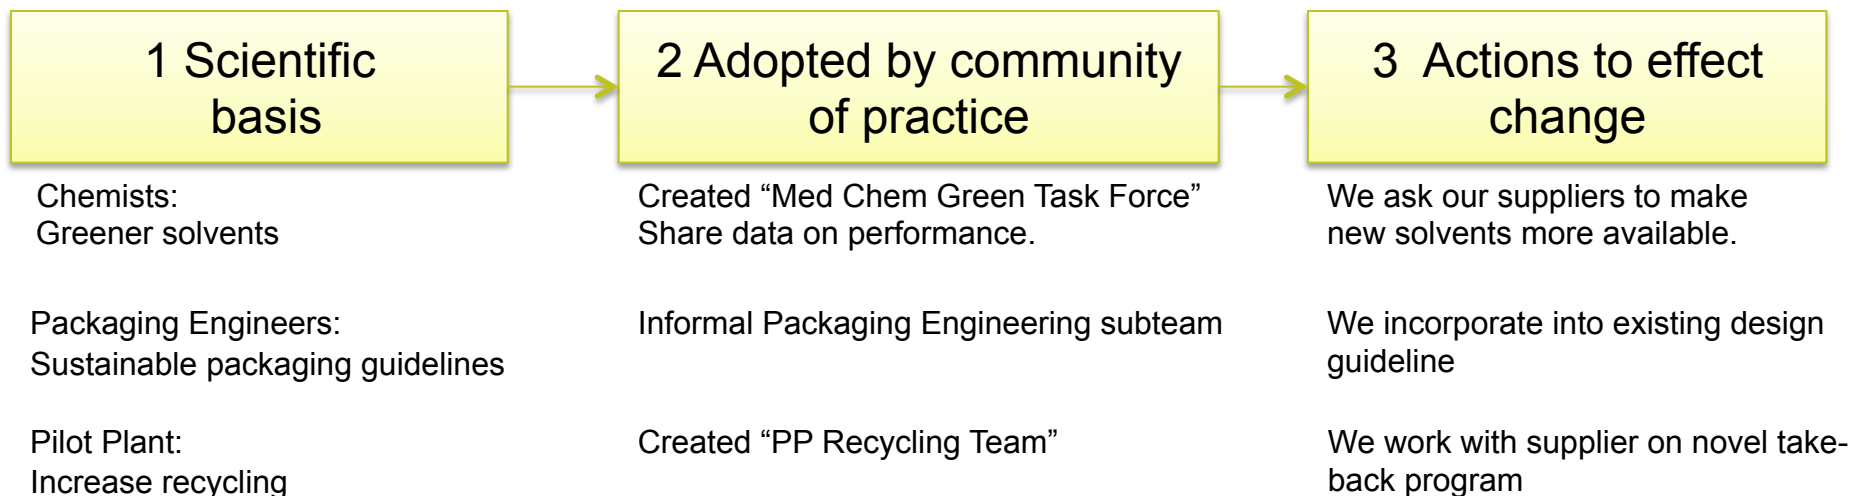 1 Scientific
basis
2 Adopted by community
of practice
3 Actions to effect
change
Chemists:
Greener solvents
Created “Med Chem Green Task Force”
Share data on performance.
We ask our suppliers to make
new solvents more available.
Packaging Engineers:
Sustainable packaging guidelines
Informal Packaging Engineering subteam
We incorporate into existing design
guideline
Pilot Plant:
Increase recycling
Created “PP Recycling Team”
We work with supplier on novel take-
back program